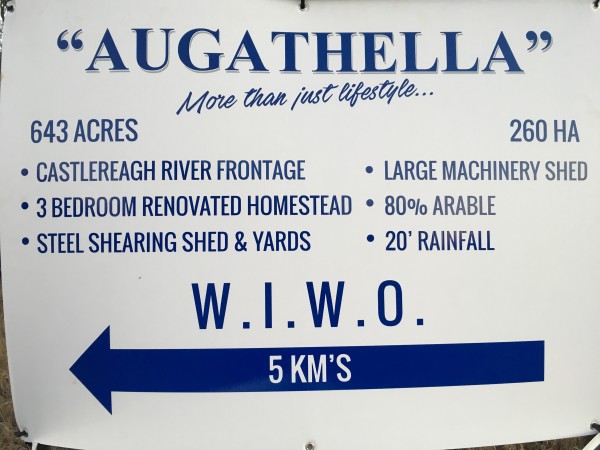 “AUGATHELLA”
More than just lifestyle...
643 ACRES 260 HA
• CASTLEREAGH RIVER FRONTAGE
• 3 BEDROOM RENOVATED HOMESTEAD
• STEEL SHEARING SHED & YARDS
• LARGE MACHINERY SHED
• 80% ARABLE
• 20' RAINFALL
W.I.W.O.
5 KM'S